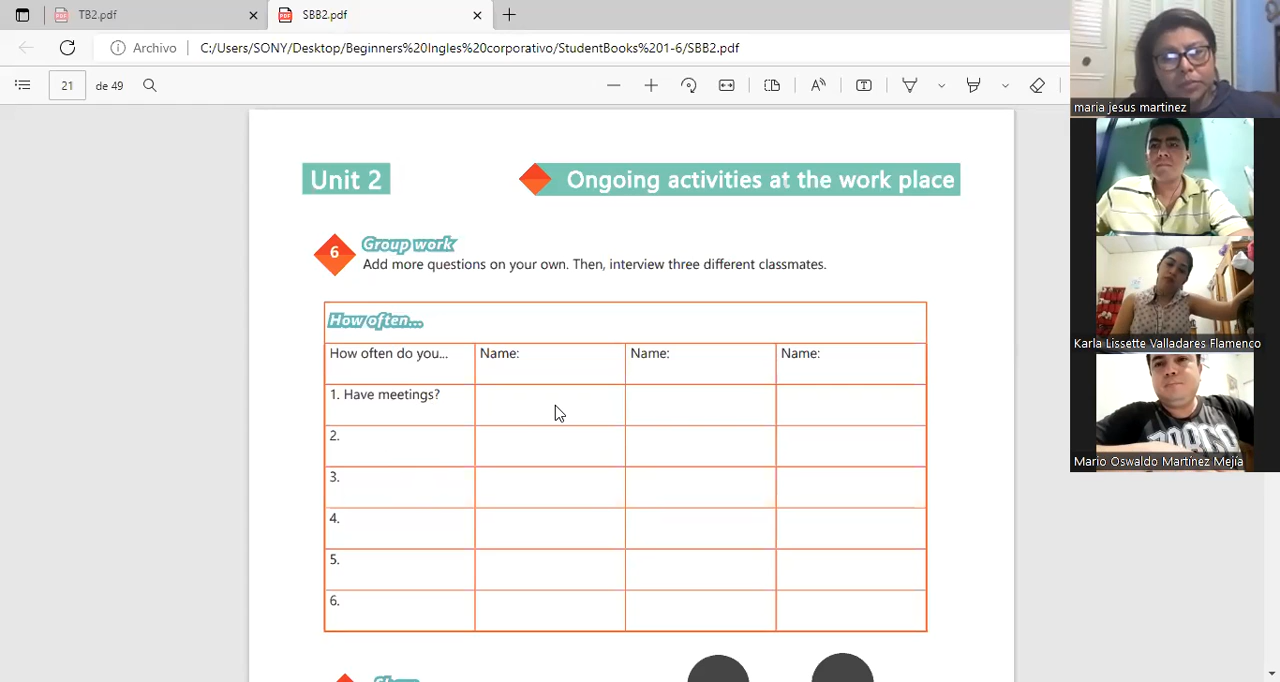 TB2.pdf
SBB2.pdf
Archivo
C:/Users/SONY/Desktop/Beginners%20Ingles%20corporativo/StudentBooks%201-6/SBB2.pdf
21
de 49
Unit 2
Ongoing activities at the work place
6
Group work
Add more questions on your own. Then, interview three different classmates.
How often...
How often do you... Name: Name: Name:
1. Have meetings?
2.
3.
4.
5.
6.
maria jesus martinez
Karla Lissette Valladares Flamenco
Mario Oswaldo Martínez Mejía